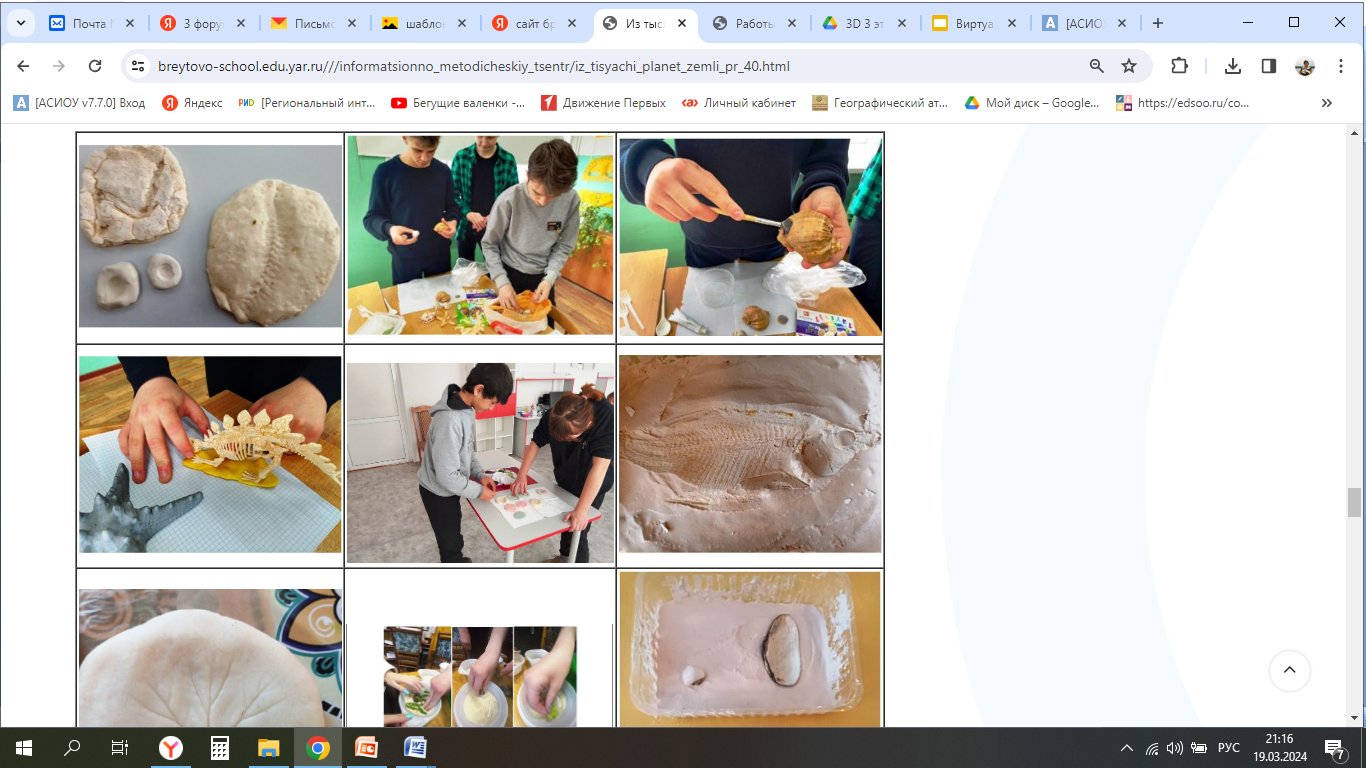 Почта
З фору
Письмо
шаблон
сайт бр
Из тыс
Работы
3D 3 эт
Виртуа
[АСИО
breytovo-school.edu.yar.ru///informatsionno_metodicheskiy_tsentr/iz_tisyachi_planet_zemli_pr_40.html
[АСИОУ v7.7.0] Вход
Яндекс
РИД
[Региональный инт...
Бегущие валенки -...
Движение Первых
Личный кабинет
Географический ат...
Мой диск – Google...
https://edsoo.ru/co...
РУС
21:16
19.03.2024
7